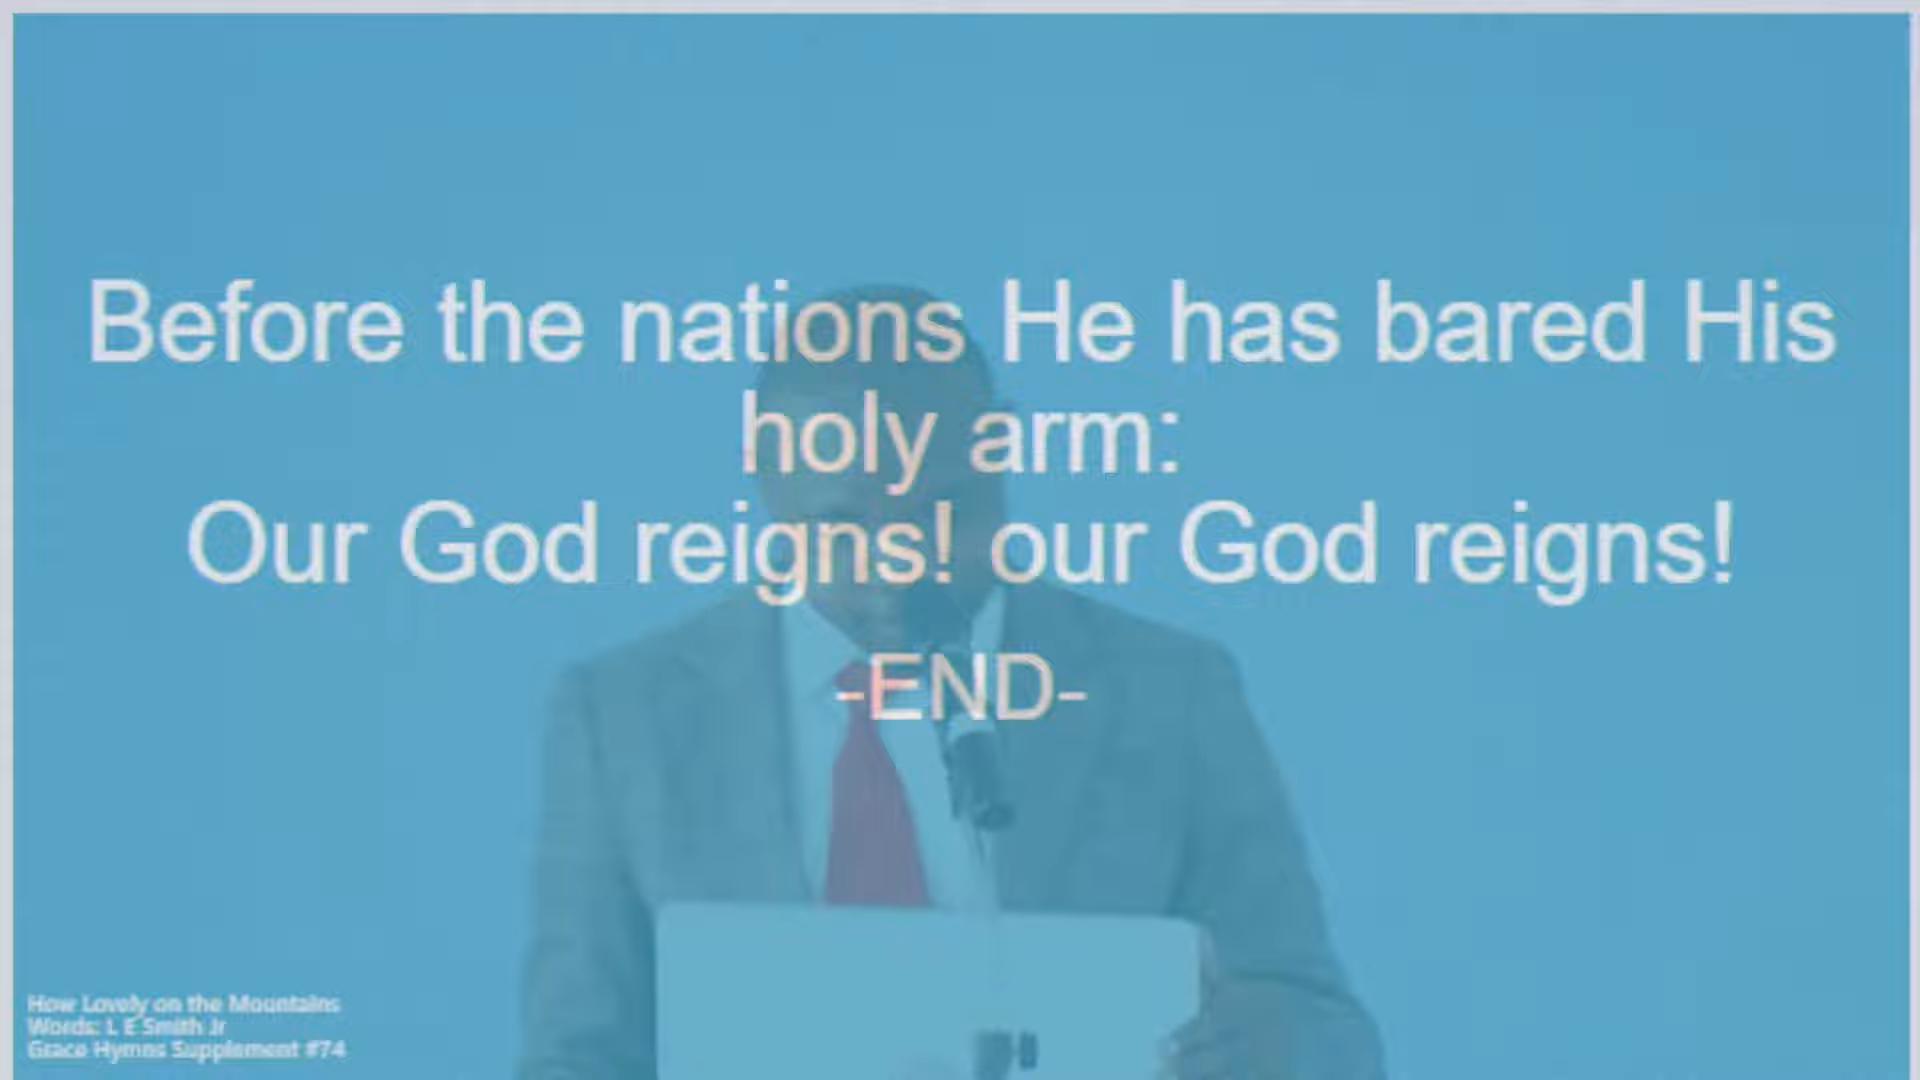 Before the nations He has bared His
holy arm:
Our God reigns! our God reigns!
-END-
How Lovely on the Mountains
Words: L E Smith Jr
Grace Hymns Supplement #74